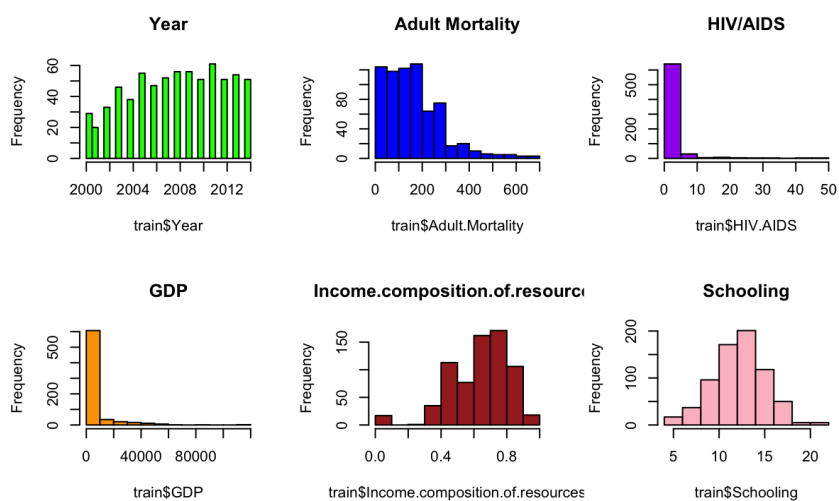 Year
Frequency
0 20 40 60
2000 2004 2008 2012
train$Year
Adult Mortality
Frequency
0 40 80
0 200 400 600
train$Adult.Mortality
HIV/AIDS
Frequency
0 200 500
0 10 20 30 40 50
train$HIV.AIDS
GDP
Frequency
0 200 500
0 40000 80000
train$GDP
Income.composition.of.resource
Frequency
0 50 150
0.0 0.4 0.8
train$Income.composition.of.resources
Schooling
Frequency
0 100 200
5 10 15 20
train$Schooling